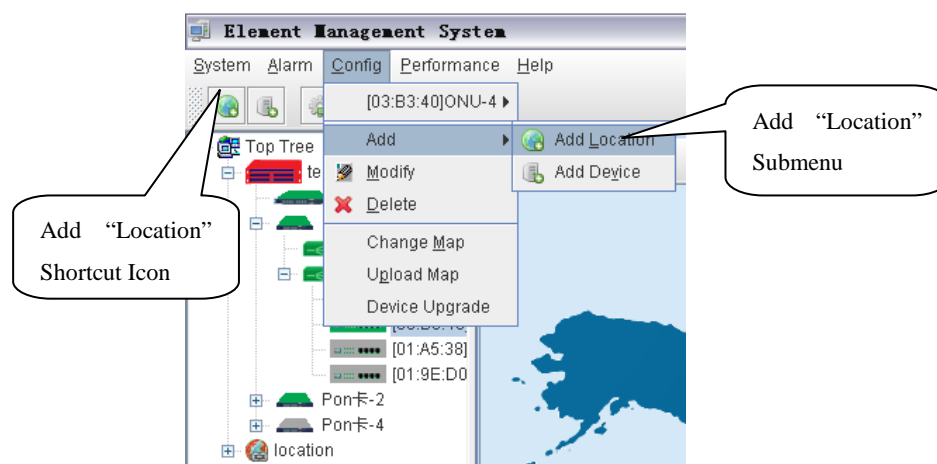 Element Management System
System Alarm Config Performance Help
[03:B3:40]ONU-4
Add
Add Location
Add Device
Modify
Delete
Change Map
Upload Map
Device Upgrade
Top Tree
te
[01:A5:38]
[01:9E:D0
Pon卡-2
Pon卡-4
location
Add "Location"
Submenu
Add "Location"
Shortcut Icon